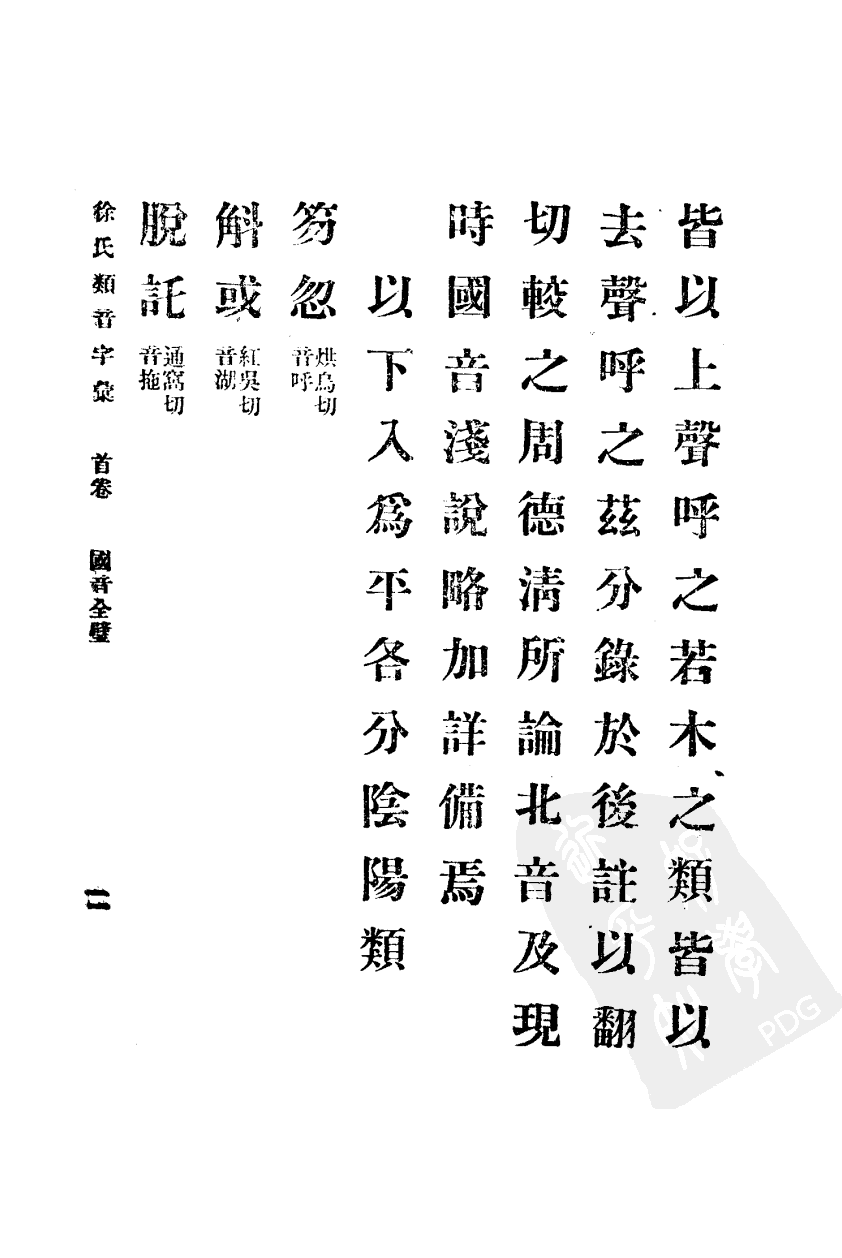 皆以上聲呼之若木之類皆以
去聲呼之茲分錄於後註以翻
切較之周德淸所論北音及現
時國音淺說略加詳備焉
以下入爲平各分陰陽類
笏忽 烘烏切 音呼
斛或 紅吳切 音湖
脫託 通窩切 音拖
徐氏類音字彙 首卷 國音全璧 二
PDG